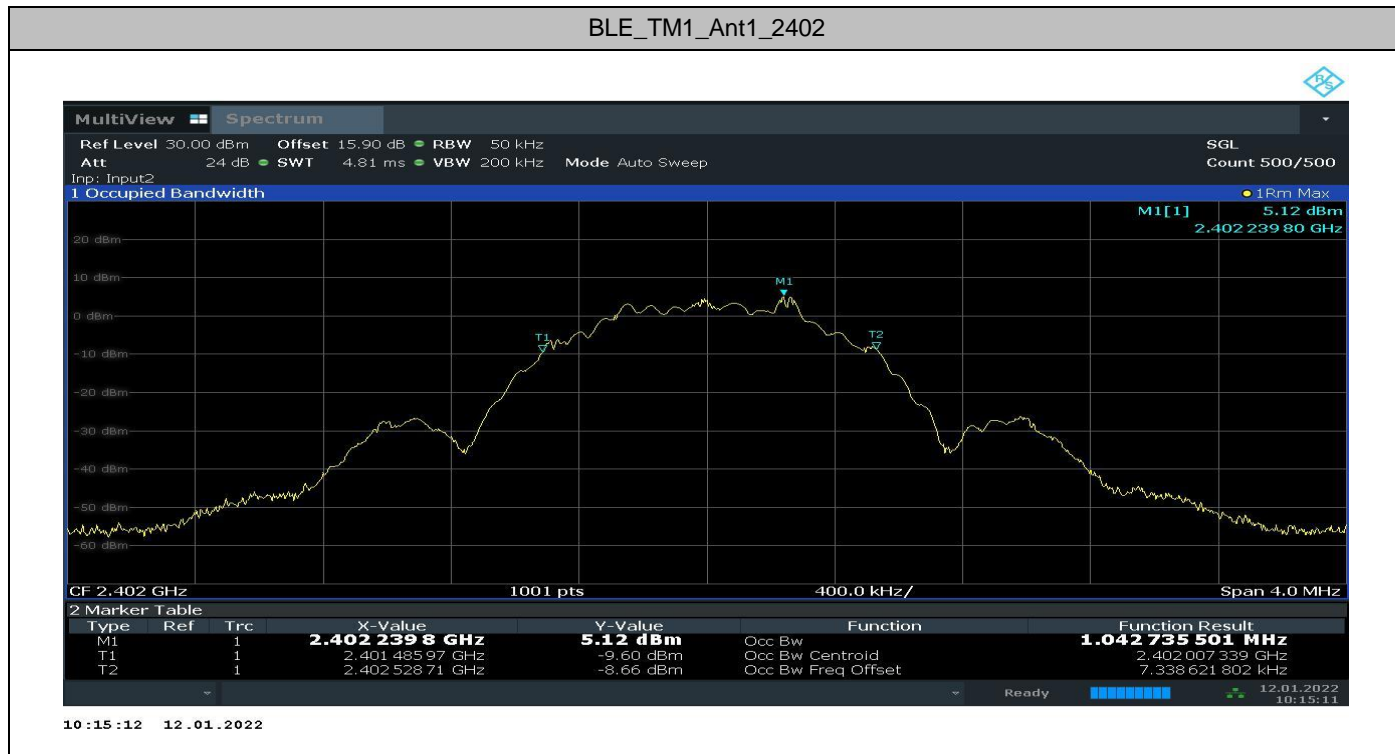 BLE_TM1_Ant1_2402
R&S
MultiView Spectrum
Ref Level 30.00 dBm Offset 15.90 dB RBW 50 kHz SGL
Att 24 dB SWT 4.81 ms VBW 200 kHz Mode Auto Sweep Count 500/500
Inp: Input2
1 Occupied Bandwidth 1Rm Max
M1[1] 5.12 dBm
2.402 239 80 GHz
20 dBm
10 dBm
M1
0 dBm
T1 T2
-10 dBm
-20 dBm
-30 dBm
-40 dBm
-50 dBm
-60 dBm
CF 2.402 GHz 1001 pts 400.0 kHz/ Span 4.0 MHz
2 Marker Table
Type Ref Trc X-Value Y-Value Function Function Result
M1 1 2.402 239 8 GHz 5.12 dBm Occ Bw 1.042 735 501 MHz
T1 1 2.401 485 97 GHz -9.60 dBm Occ Bw Centroid 2.402 007 339 GHz
T2 1 2.402 528 71 GHz -8.66 dBm Occ Bw Freq Offset 7.338 621 802 kHz
Ready 12.01.2022
10:15:11
10:15:12 12.01.2022